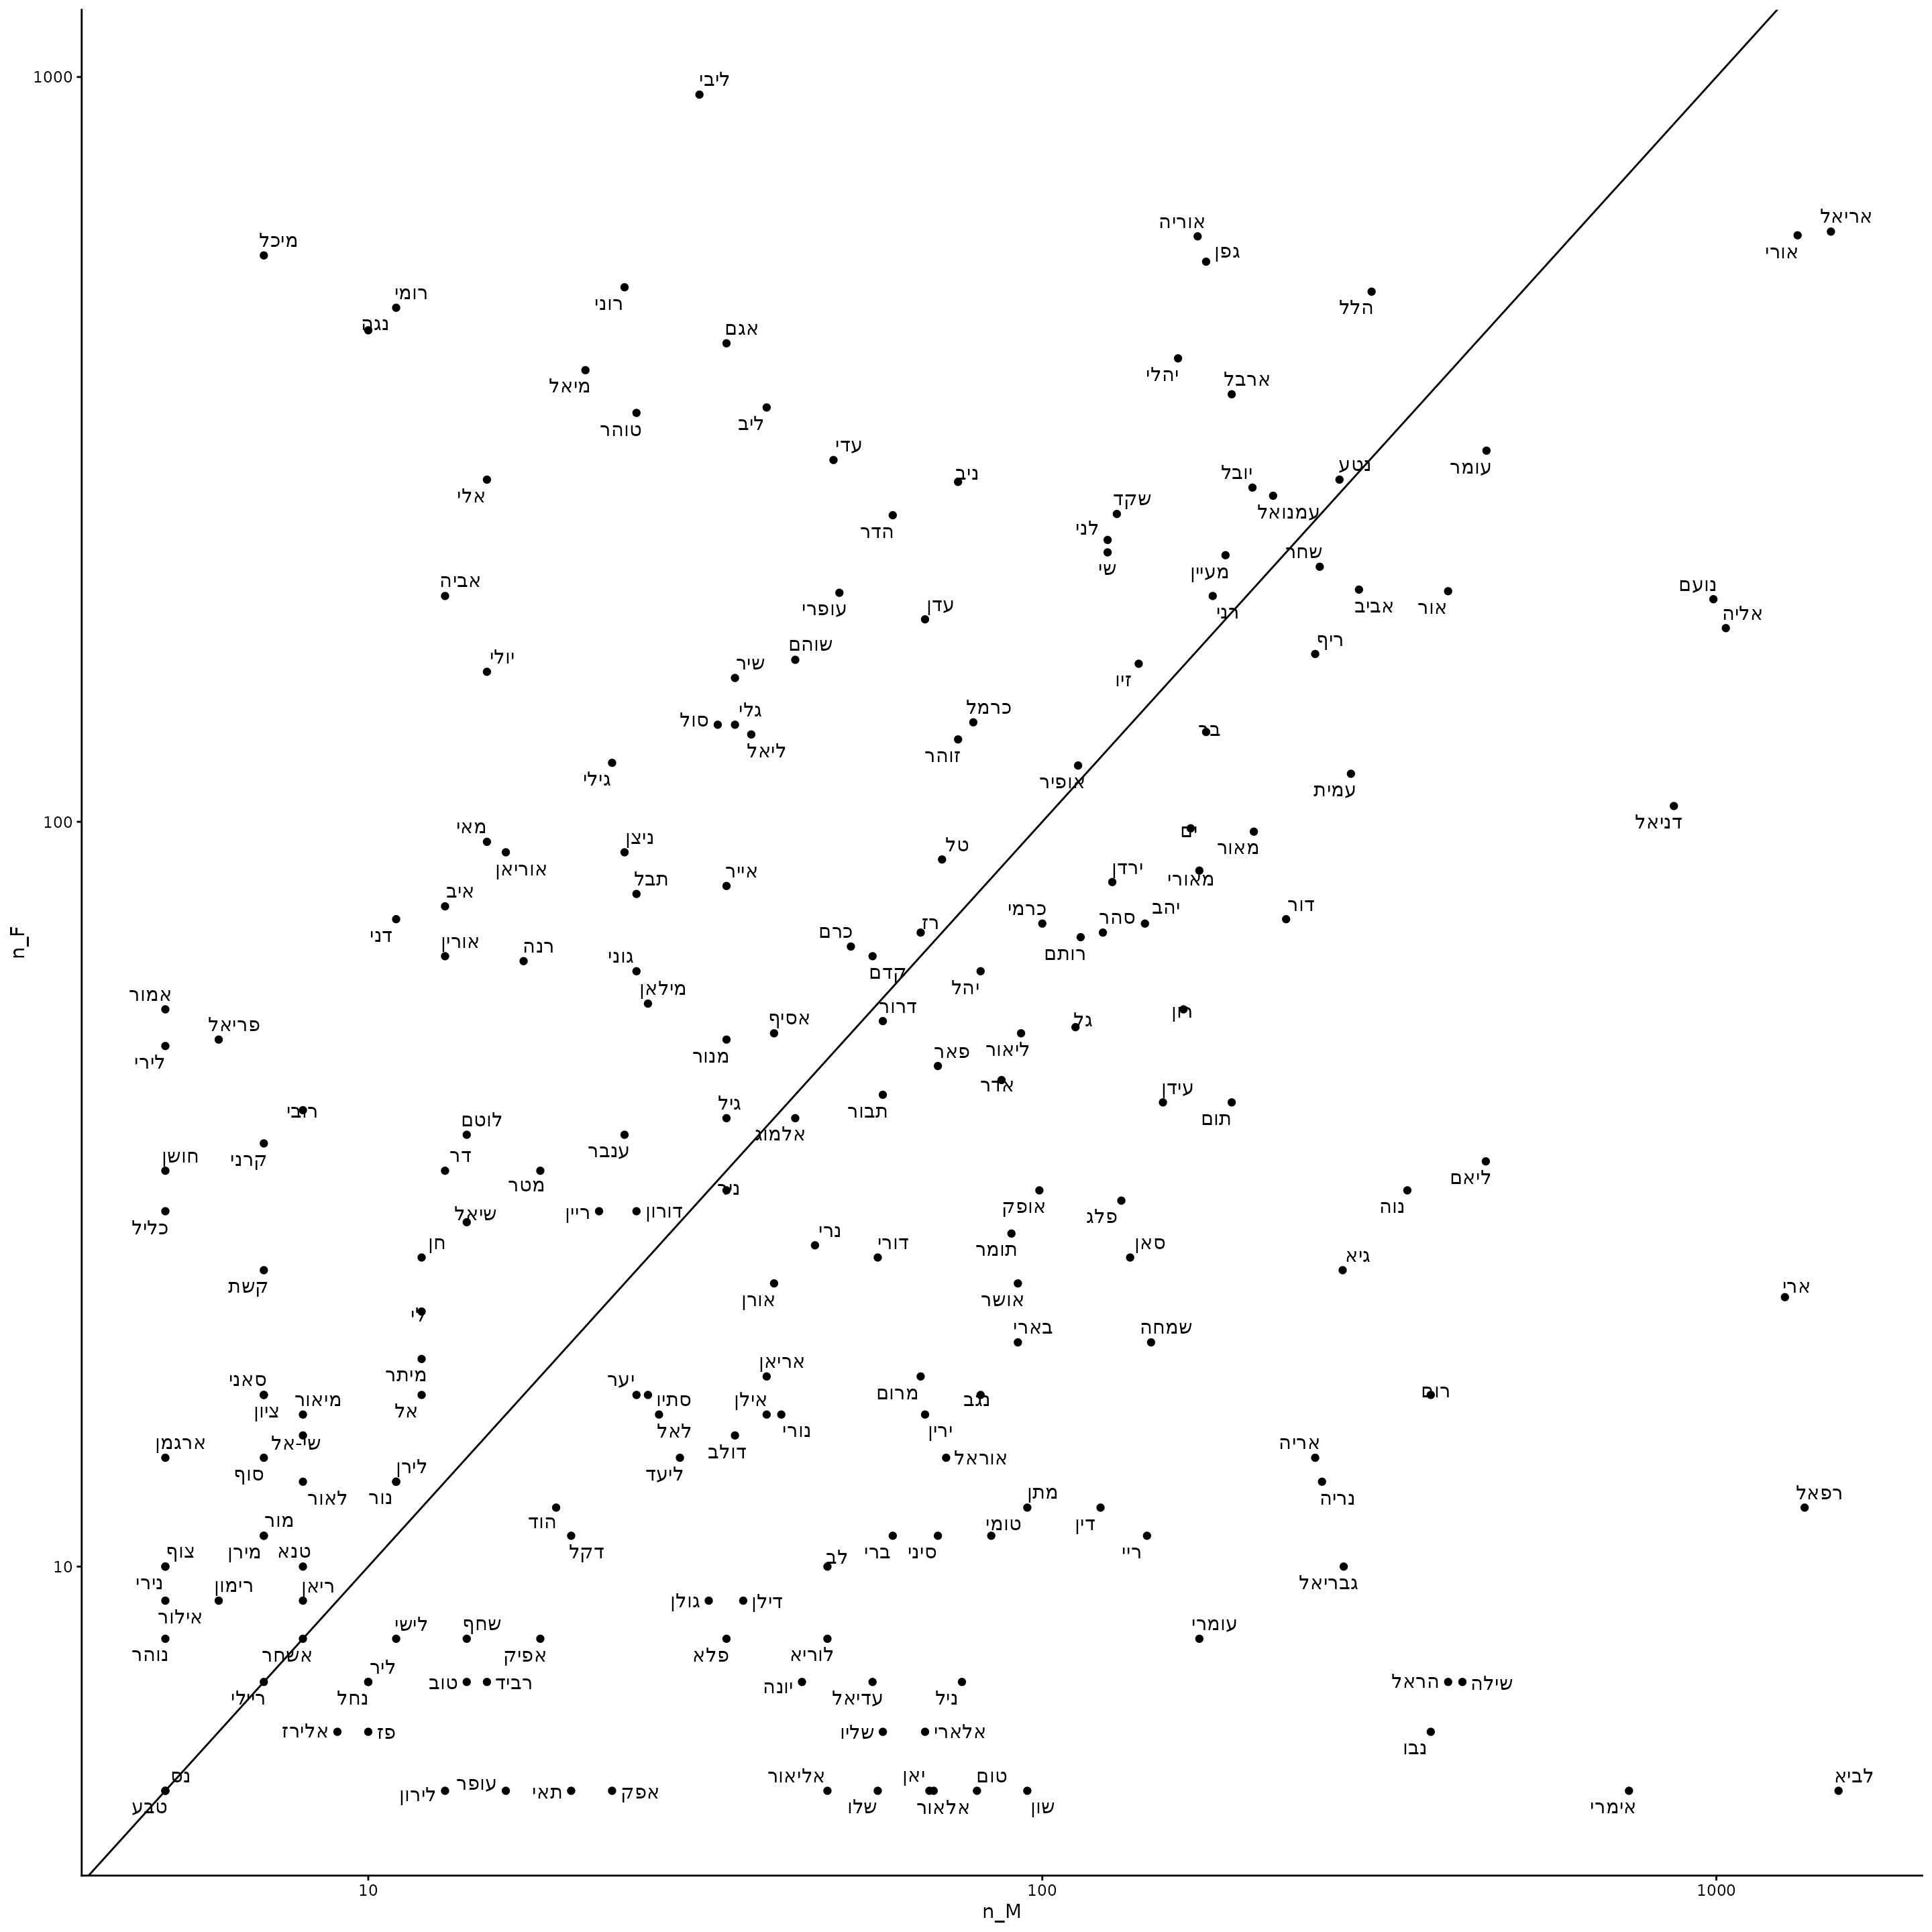 1000
ליבי
אריאל
אוריה
אורי
גפן
מיכל
רומי
רוני
הלל
נגה
אגם
יהלי
ארבל
מיאל
ליב
טוהר
עדי
נטע
עומר
ניב
יובל
אלי
שקד
עמנואל
הדר
לני
שחר
שי
מעיין
אביה
נועם
עדן
עופרי
אביב
אור
רני
אליה
ריף
שוהם
יולי
שיר
זיו
כרמל
גלי
סול
בר
ליאל
זוהר
גילי
אופיר
עמית
100
דניאל
מאי
ים
ניצן
טל
מאור
אוריאן
ירדן
אייר
תבל
מאורי
איב
דור
כרמי
סהר
יהב
דני
רז
כרם
אורין
רנה
גוני
קדם
רותם
יהל
מילאן
אמור
דרור
רון
פריאל
אסיף
גל
ליאור
לירי
מנור
פאר
אדר
עידן
רובי
גיל
תבור
תום
לוטם
אלמוג
ענבר
חושן
קרני
דר
מטר
ליאם
ניר
אופק
נוה
כליל
שיאל
ריין
דורון
פלג
נרי
חן
דורי
תומר
סאן
קשת
גיא
ארי
אורן
אושר
לי
בארי
שמחה
מיתר
אריאן
סאני
יער
מרום
נגב
רום
מיאור
ציון
אל
סתיו
אילן
לאל
נורי
ירין
ארגמן
שי-אל
דולב
אריה
סוף
לירן
ליעד
אוראל
לאור
נור
נריה
רפאל
מתן
מור
הוד
טומי
דין
צוף
מירן
טנא
דקל
לב
ברי
סיני
ריי
10
נירי
רימון
ריאן
גבריאל
אילור
גולן
דילן
לישי
שחף
עומרי
נוהר
אשחר
אפיק
פלא
לוריא
ליר
ריילי
נחל
טוב
רביד
יונה
עדיאל
ניל
הראל
שילה
אלירז
פז
שליו
אלארי
נבו
נס
לירון
עופר
תאי
אפק
אליאור
יאן
טום
לביא
טבע
שלו
אלאור
שון
אימרי
10
100
1000
n_M
n_F